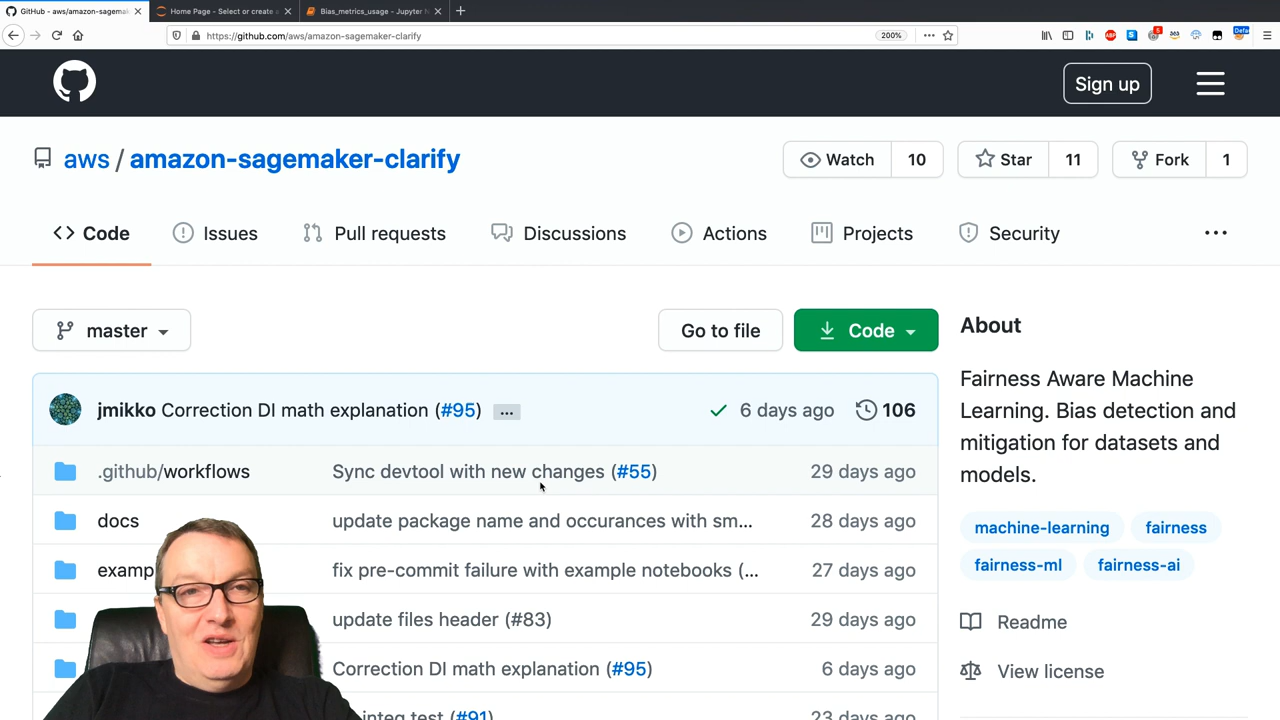 GitHub - aws/amazon-sagemak
Home Page - Select or create a
Bias_metrics_usage - Jupyter N
https://github.com/aws/amazon-sagemaker-clarify
200%
5
Defa
Sign up
aws / amazon-sagemaker-clarify
Watch 10
Star 11
Fork 1
Code
Issues
Pull requests
Discussions
Actions
Projects
Security
master
Go to file
Code
About
Fairness Aware Machine
Learning. Bias detection and
mitigation for datasets and
models.
machine-learning
fairness
fairness-ml
fairness-ai
Readme
View license
jmikko Correction DI math explanation (#95) ... 6 days ago 106
.github/workflows Sync devtool with new changes (#55) 29 days ago
docs update package name and occurances with sm... 28 days ago
examp fix pre-commit failure with example notebooks (... 27 days ago
update files header (#83) 29 days ago
Correction DI math explanation (#95) 6 days ago
integ test (#91) 23 days ago